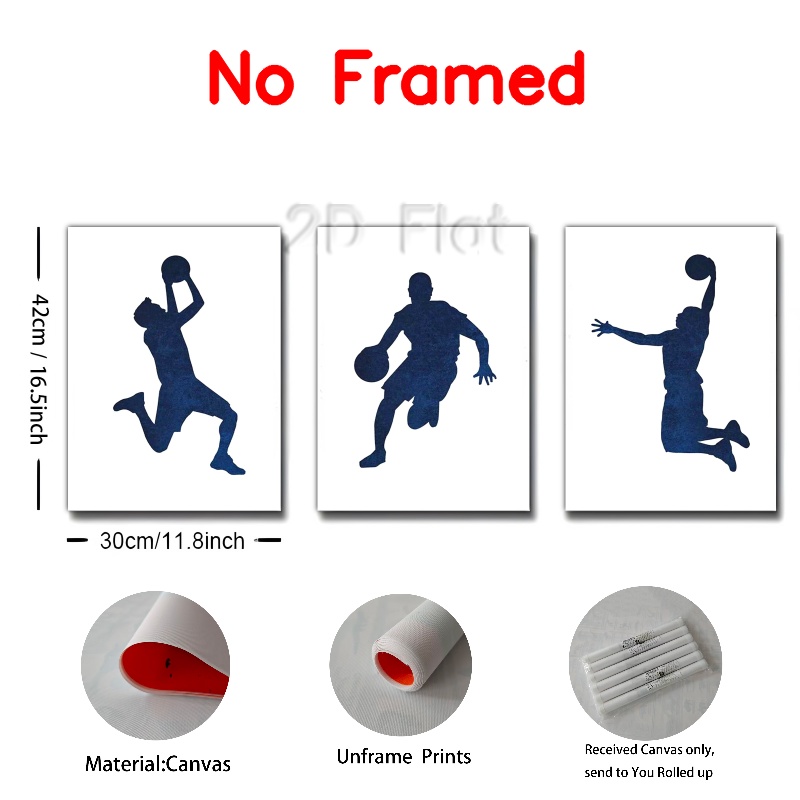 No Framed
2D Flat
42cm / 16.5inch
30cm/11.8inch
Material:Canvas
Unframe Prints
Received Canvas only,
send to You Rolled up